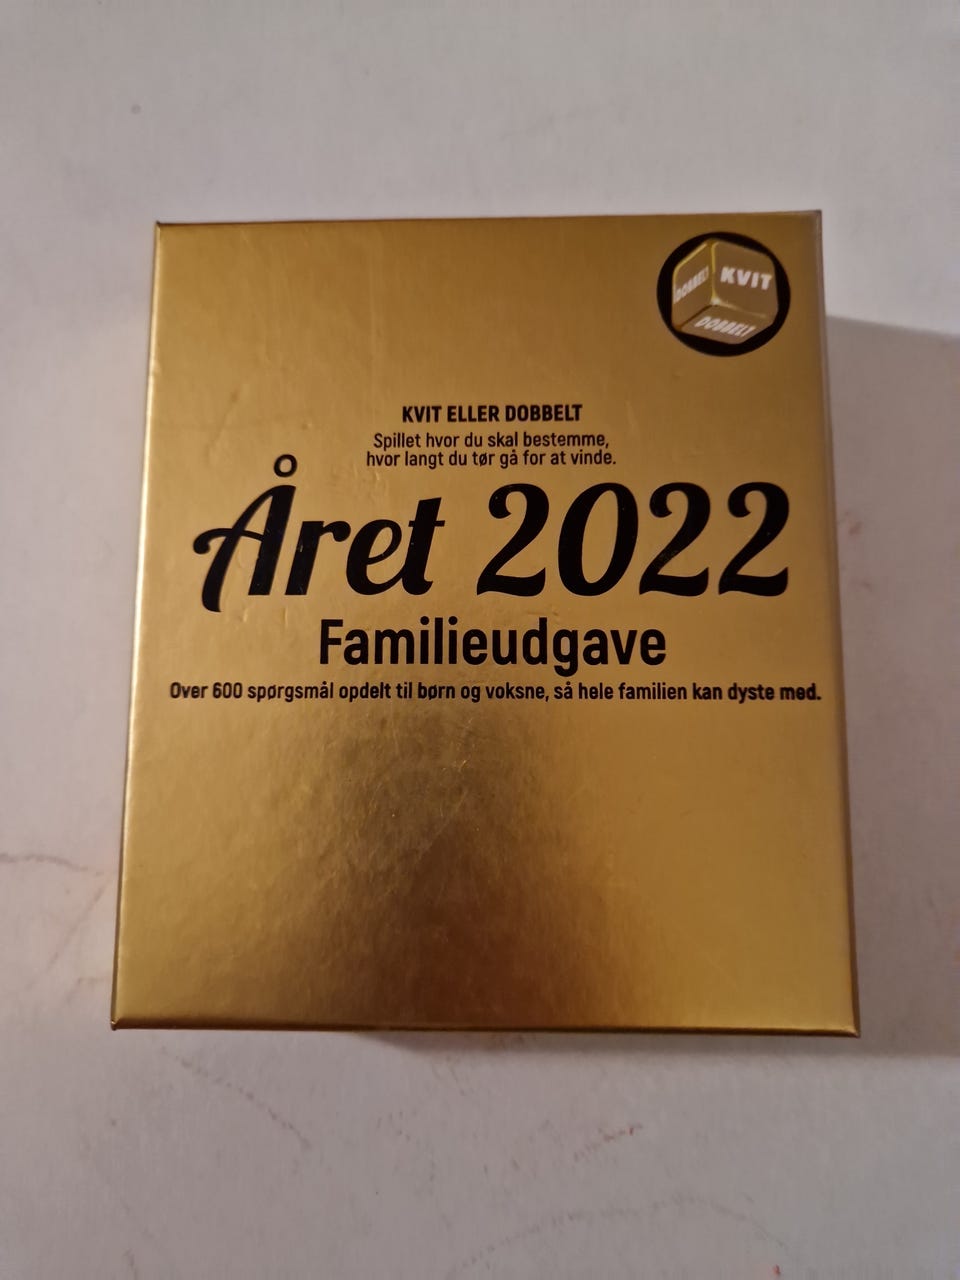 DOBBELT KVIT
DOBBELT
KVIT ELLER DOBBELT
Spillet hvor du skal bestemme,
hvor langt du tør gå for at vinde.
Året 2022
Familieudgave
Over 600 spørgsmål opdelt til børn og voksne, så hele familien kan dyste med.